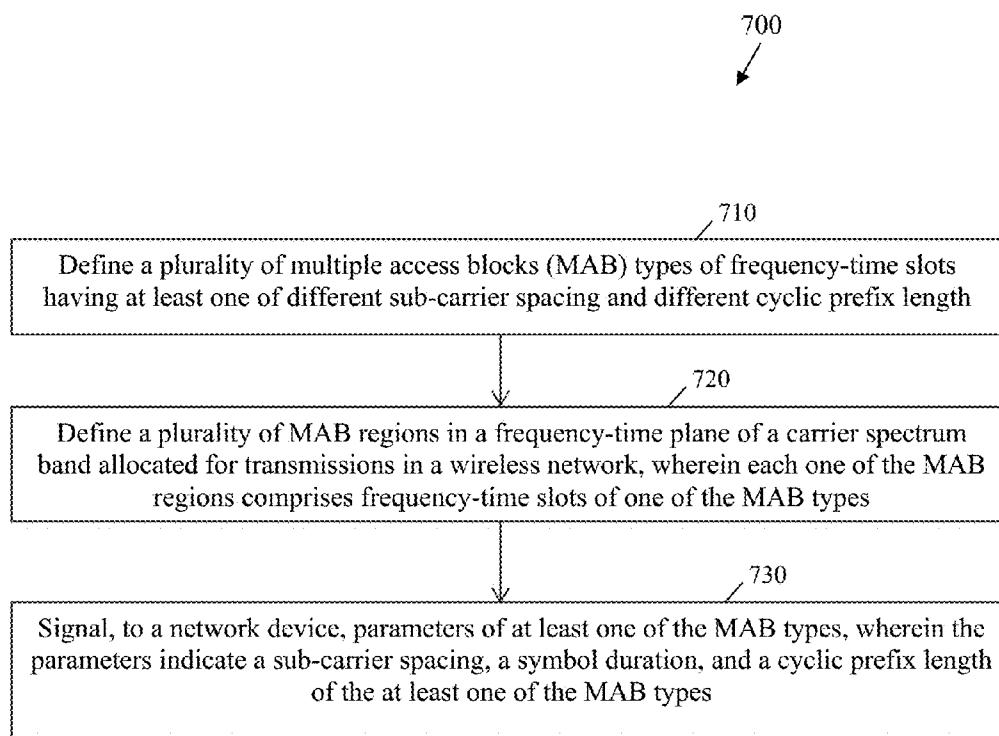 700
710
Define a plurality of multiple access blocks (MAB) types of frequency-time slots
having at least one of different sub-carrier spacing and different cyclic prefix length
720
Define a plurality of MAB regions in a frequency-time plane of a carrier spectrum
band allocated for transmissions in a wireless network, wherein each one of the MAB
regions comprises frequency-time slots of one of the MAB types
730
Signal, to a network device, parameters of at least one of the MAB types, wherein the
parameters indicate a sub-carrier spacing, a symbol duration, and a cyclic prefix length
of the at least one of the MAB types